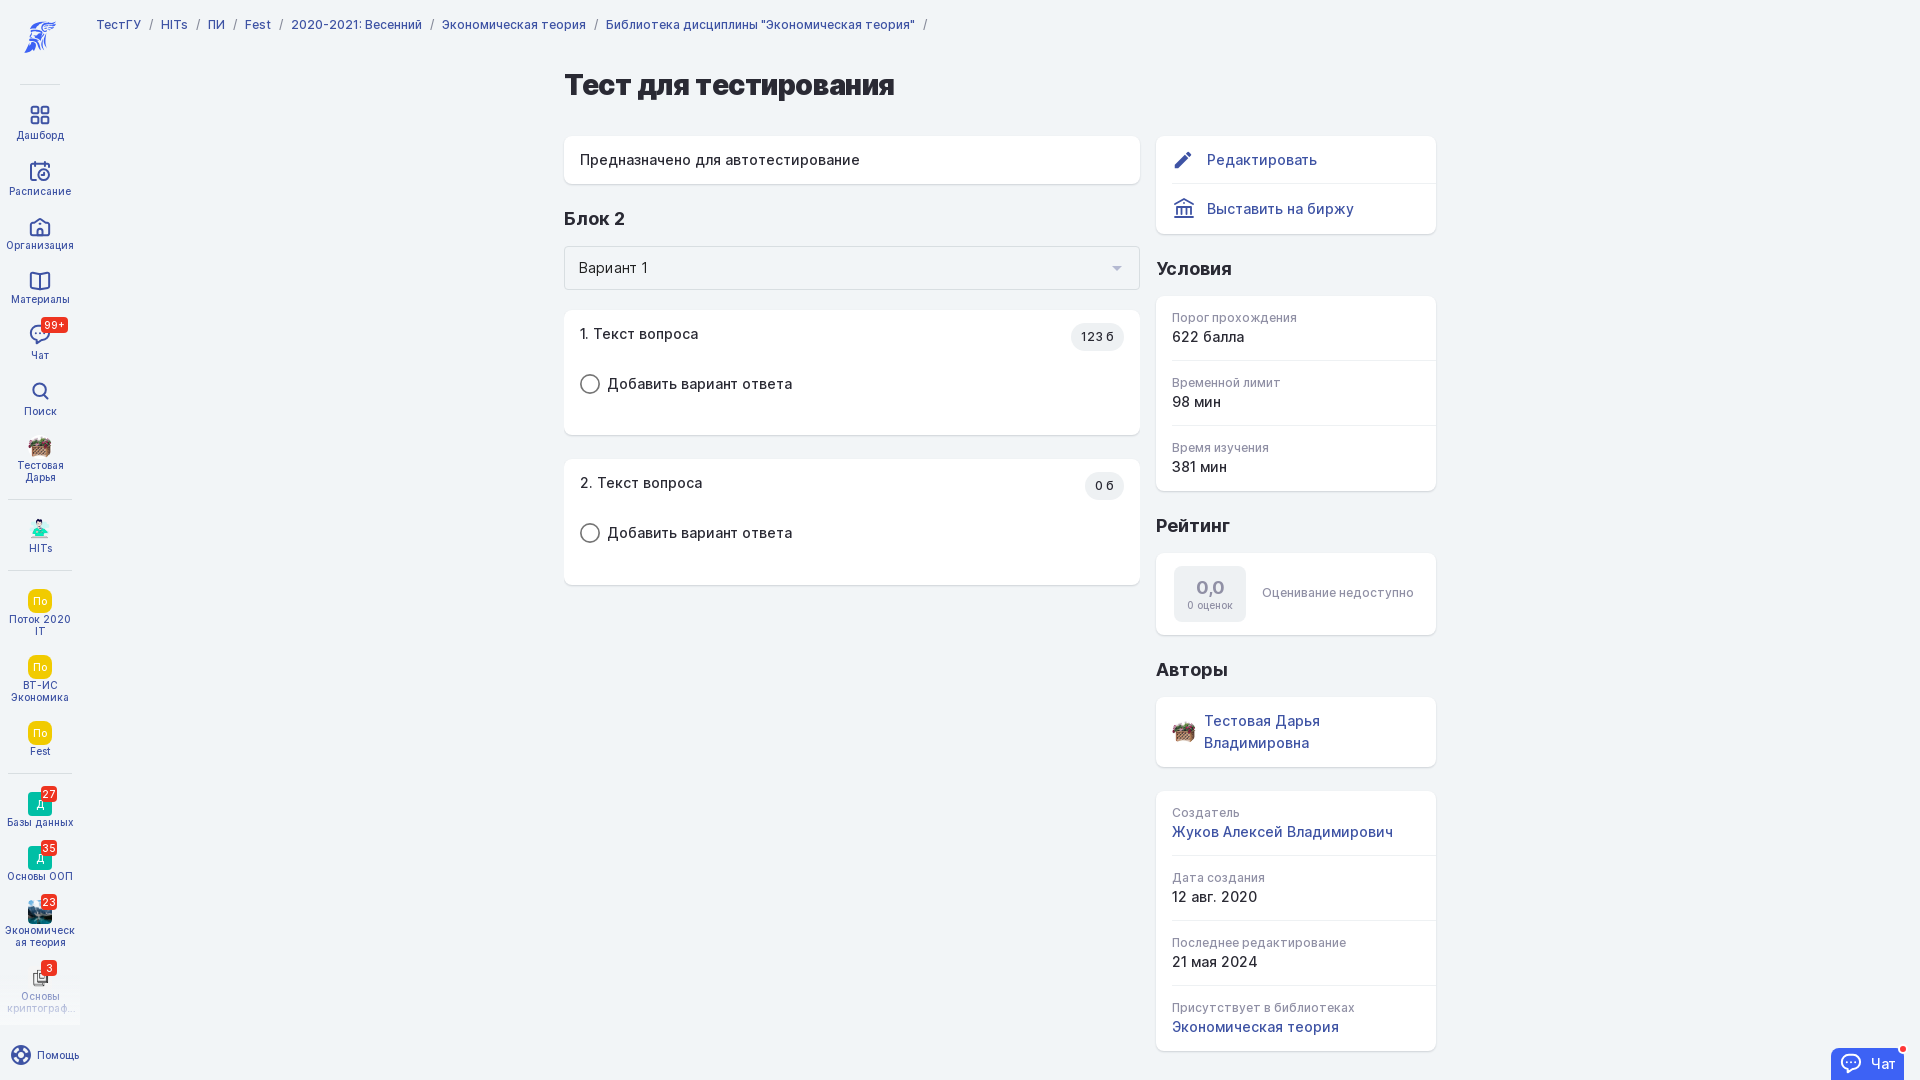 ТестГУ / HITs / ПИ / Fest / 2020-2021: Весенний / Экономическая теория / Библиотека дисциплины "Экономическая теория" /
Дашборд
Расписание
Организация
Материалы
99+
Чат
Поиск
Тестовая
Дарья
HITs
По
Поток 2020
IT
По
ВТ-ИС
Экономика
По
Fest
27
Д
Базы данных
35
Д
Основы ООП
23
Экономическ
ая теория
3
Основы
криптограф...
Помощь
Тест для тестирования
Предназначено для автотестирование
Блок 2
Вариант 1
1. Текст вопроса
123 б
Добавить вариант ответа
2. Текст вопроса
0 б
Добавить вариант ответа
Редактировать
Выставить на биржу
Условия
Порог прохождения
622 балла
Временной лимит
98 мин
Время изучения
381 мин
Рейтинг
0,0
0 оценок
Оценивание недоступно
Авторы
Тестовая Дарья
Владимировна
Создатель
Жуков Алексей Владимирович
Дата создания
12 авг. 2020
Последнее редактирование
21 мая 2024
Присутствует в библиотеках
Экономическая теория
Чат